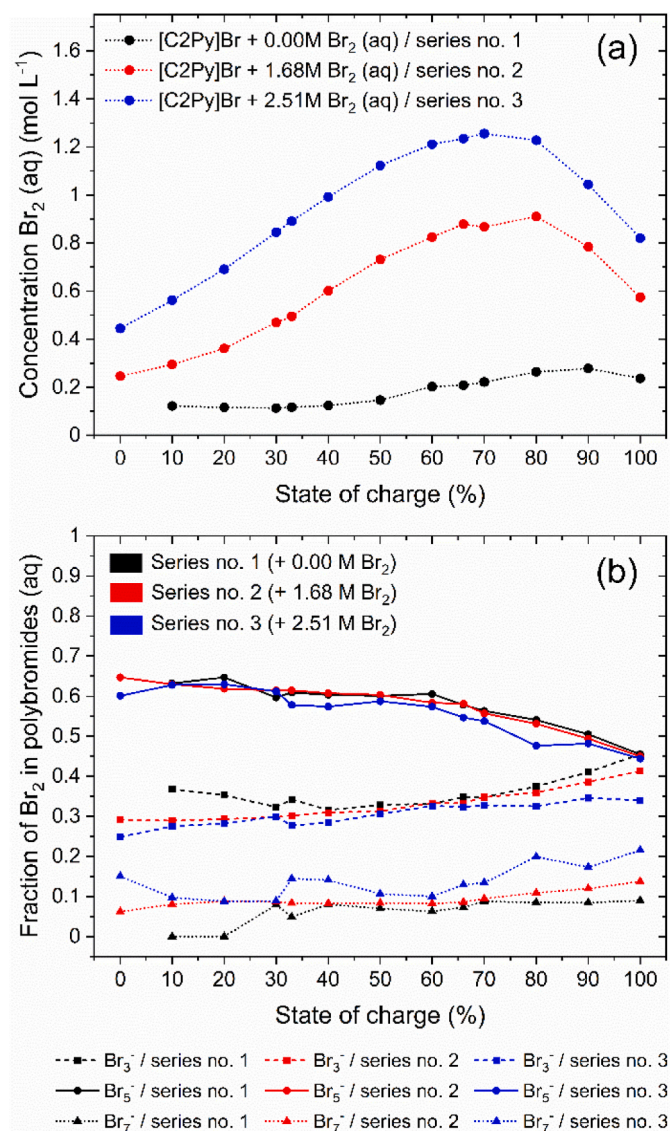 (a)
[C2Py]Br + 0.00M Br₂ (aq) / series no. 1
[C2Py]Br + 1.68M Br₂ (aq) / series no. 2
[C2Py]Br + 2.51M Br₂ (aq) / series no. 3
Concentration Br₂ (aq) (mol L⁻¹)
1.6
1.4
1.2
1
0.8
0.6
0.4
0.2
0
0 10 20 30 40 50 60 70 80 90 100
State of charge (%)
(b)
Series no. 1 (+ 0.00 M Br₂)
Series no. 2 (+ 1.68 M Br₂)
Series no. 3 (+ 2.51 M Br₂)
Fraction of Br₂ in polybromides (aq)
1
0.9
0.8
0.7
0.6
0.5
0.4
0.3
0.2
0.1
0
0 10 20 30 40 50 60 70 80 90 100
State of charge (%)
Br₃⁻ / series no. 1 Br₃⁻ / series no. 2 Br₃⁻ / series no. 3
Br₅⁻ / series no. 1 Br₅⁻ / series no. 2 Br₅⁻ / series no. 3
Br₇⁻ / series no. 1 Br₇⁻ / series no. 2 Br₇⁻ / series no. 3